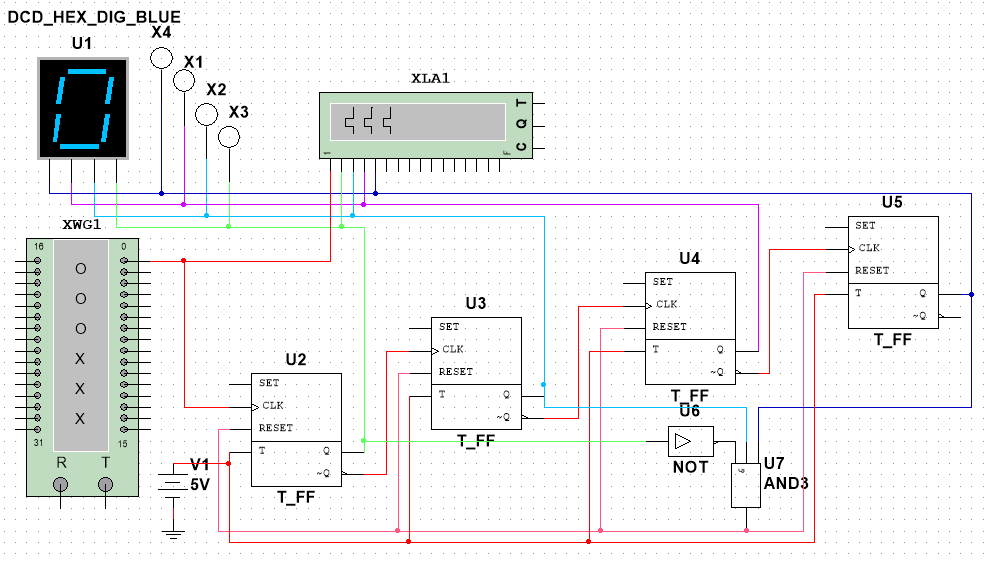 DCD_HEX_DIG_BLUE
U1
X4
X1
X2
X3
XLA1
T
Q
C
1
F
XWG1
16
0
O
O
O
X
X
X
31
15
R
T
V1
5V
U2
SET
CLK
RESET
T
Q
~Q
T_FF
U3
SET
CLK
RESET
T
Q
~Q
T_FF
U4
SET
CLK
RESET
T
Q
~Q
T_FF
U5
SET
CLK
RESET
T
Q
~Q
T_FF
U6
NOT
U7
AND3